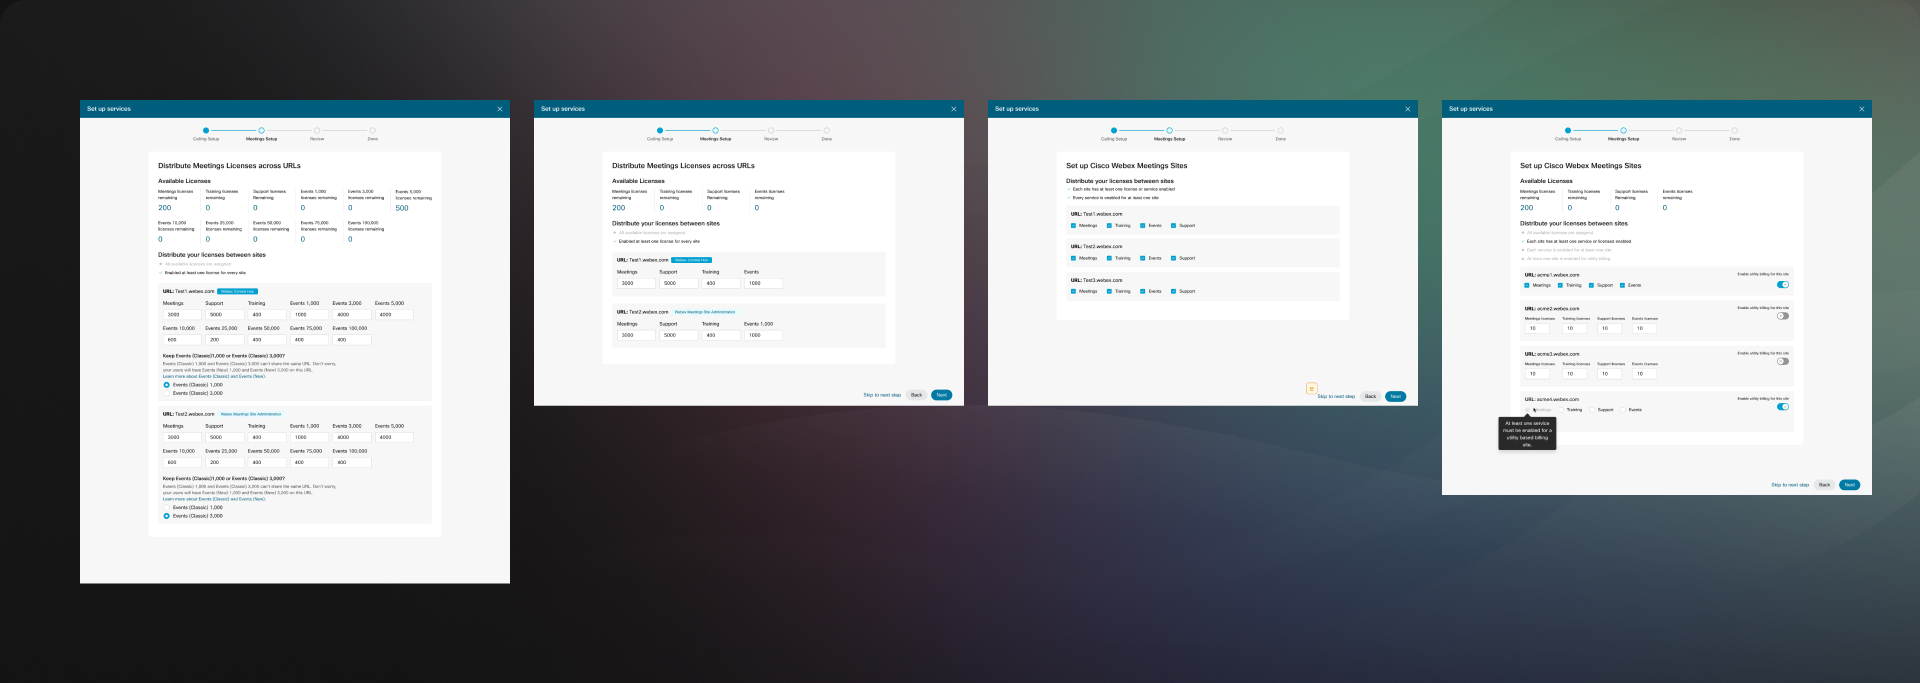 Set up services
Calling Setup Meetings Setup Review Done
Distribute Meetings Licenses across URLs
Available Licenses
Meetings licenses remaining 200
Training licenses remaining 0
Support licenses Remaining 0
Events 1,000 licenses remaining 0
Events 3,000 licenses remaining 0
Events 5,000 licenses remaining 500
Events 10,000 licenses remaining 0
Events 25,000 licenses remaining 0
Events 50,000 licenses remaining 0
Events 75,000 licenses remaining 0
Events 100,000 licenses remaining 0
Distribute your licenses between sites
All available licenses are assigned
Enabled at least one license for every site
URL: Test1.webex.com Webex Control Hub
Meetings Support Training Events 1,000 Events 3,000 Events 5,000
3000 5000 400 1000 4000 4000
Events 10,000 Events 25,000 Events 50,000 Events 75,000 Events 100,000
600 200 400 400 400
Keep Events (Classic)1,000 or Events (Classic) 3,000?
Events (Classic) 1,000 and Events (Classic) 3,000 can't share the same URL. Don't worry,
your users will have Events (New) 1,000 and Events (New) 3,000 on this URL.
Learn more about Events (Classic) and Events (New).
Events (Classic) 1,000
Events (Classic) 3,000
URL: Test2.webex.com Webex Meetings Site Administration
Meetings Support Training Events 1,000 Events 3,000 Events 5,000
3000 5000 400 1000 4000 4000
Events 10,000 Events 25,000 Events 50,000 Events 75,000 Events 100,000
600 200 400 400 400
Keep Events (Classic)1,000 or Events (Classic) 3,000?
Events (Classic) 1,000 and Events (Classic) 3,000 can't share the same URL. Don't worry,
your users will have Events (New) 1,000 and Events (New) 3,000 on this URL.
Learn more about Events (Classic) and Events (New).
Events (Classic) 1,000
Events (Classic) 3,000
Set up services
Calling Setup Meetings Setup Review Done
Distribute Meetings Licenses across URLs
Available Licenses
Meetings licenses remaining 200
Training licenses remaining 0
Support licenses Remaining 0
Events licenses remaining 0
Distribute your licenses between sites
All available licenses are assigned
Enabled at least one license for every site
URL: Test1.webex.com Webex Control Hub
Meetings Support Training Events
3000 5000 400 1000
URL: Test2.webex.com Webex Meetings Site Administration
Meetings Support Training Events 1,000
3000 5000 400 1000
Skip to next step Back Next
Set up services
Calling Setup Meetings Setup Review Done
Set up Cisco Webex Meetings Sites
Distribute your licenses between sites
Each site has at least one license or service enabled
Every service is enabled for at least one site
URL: Test1.webex.com
Meetings Training Events Support
URL: Test2.webex.com
Meetings Training Events Support
URL: Test3.webex.com
Meetings Training Events Support
Skip to next step Back Next
Set up services
Calling Setup Meetings Setup Review Done
Set up Cisco Webex Meetings Sites
Available Licenses
Meetings licenses remaining 200
Training licenses remaining 0
Support licenses Remaining 0
Events licenses remaining 0
Distribute your licenses between sites
All available licenses are assigned
Each site has at least one service or licensed enabled
Each service is enabled for at least one site
At least one site is enabled for utility billing
URL: acme1.webex.com Enable utility billing for this site
Meetings Training Support Events
URL: acme2.webex.com Enable utility billing for this site
Meetings licenses Training licenses Support licenses Events licenses
10 10 10 10
URL: acme3.webex.com Enable utility billing for this site
Meetings licenses Training licenses Support licenses Events licenses
10 10 10 10
URL: acme4.webex.com Enable utility billing for this site
Training Support Events
At least one service
must be enabled for a
utility based billing
site.
Skip to next step Back Next